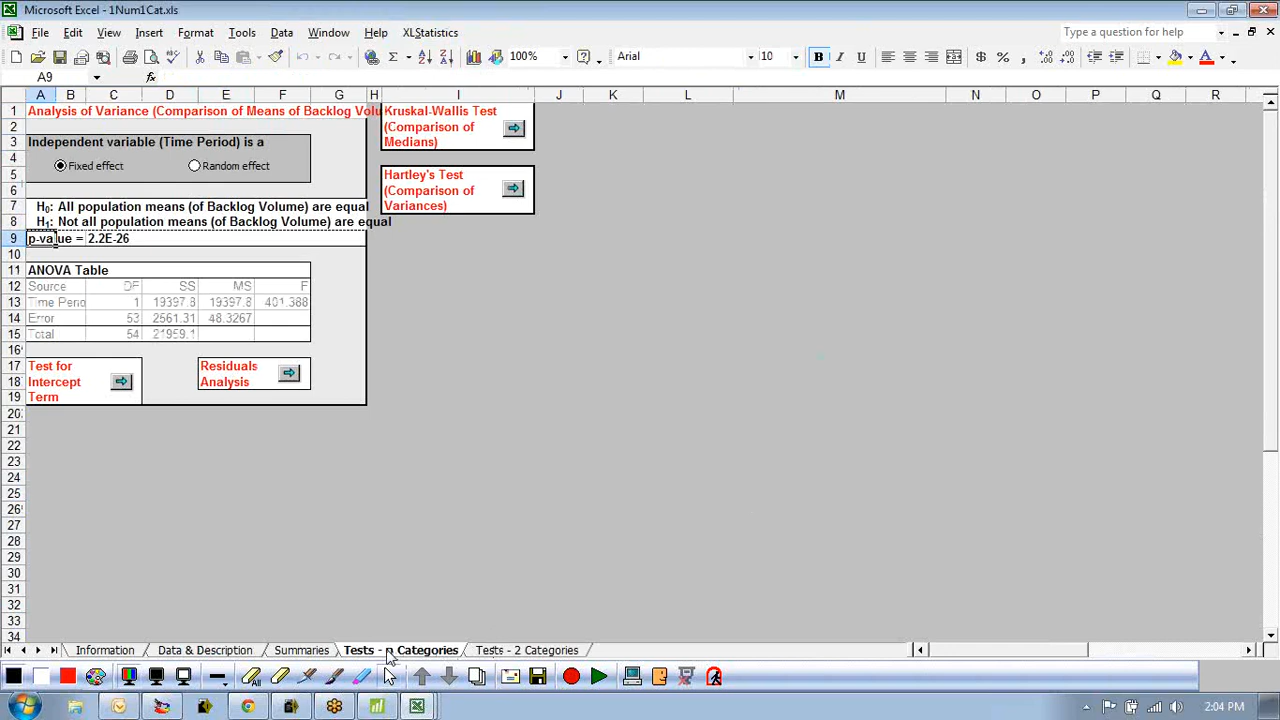 Microsoft Excel - 1Num1Cat.xls
File Edit View Insert Format Tools Data Window Help XLStatistics
Type a question for help
100%
Arial
10
B I U
A9
fx
A B C D E F G H I J K L M N O P Q R
1 Analysis of Variance (Comparison of Means of Backlog Volu
Kruskal-Wallis Test
(Comparison of
Medians)
2
3 Independent variable (Time Period) is a
4
Fixed effect Random effect
5
Hartley's Test
(Comparison of
Variances)
6
7 H0: All population means (of Backlog Volume) are equal
8 H1: Not all population means (of Backlog Volume) are equal
9 p-value = 2.2E-26
10
11 ANOVA Table
12 Source DF SS MS F
13 Time Perio 1 19397.8 19397.8 401.388
14 Error 53 2561.31 48.3267
15 Total 54 21959.1
16
17 Test for Residuals
18 Intercept Analysis
19 Term
20
21
22
23
24
25
26
27
28
29
30
31
32
33
34
Information Data & Description Summaries Tests - Categories Tests - 2 Categories
All
2:04 PM